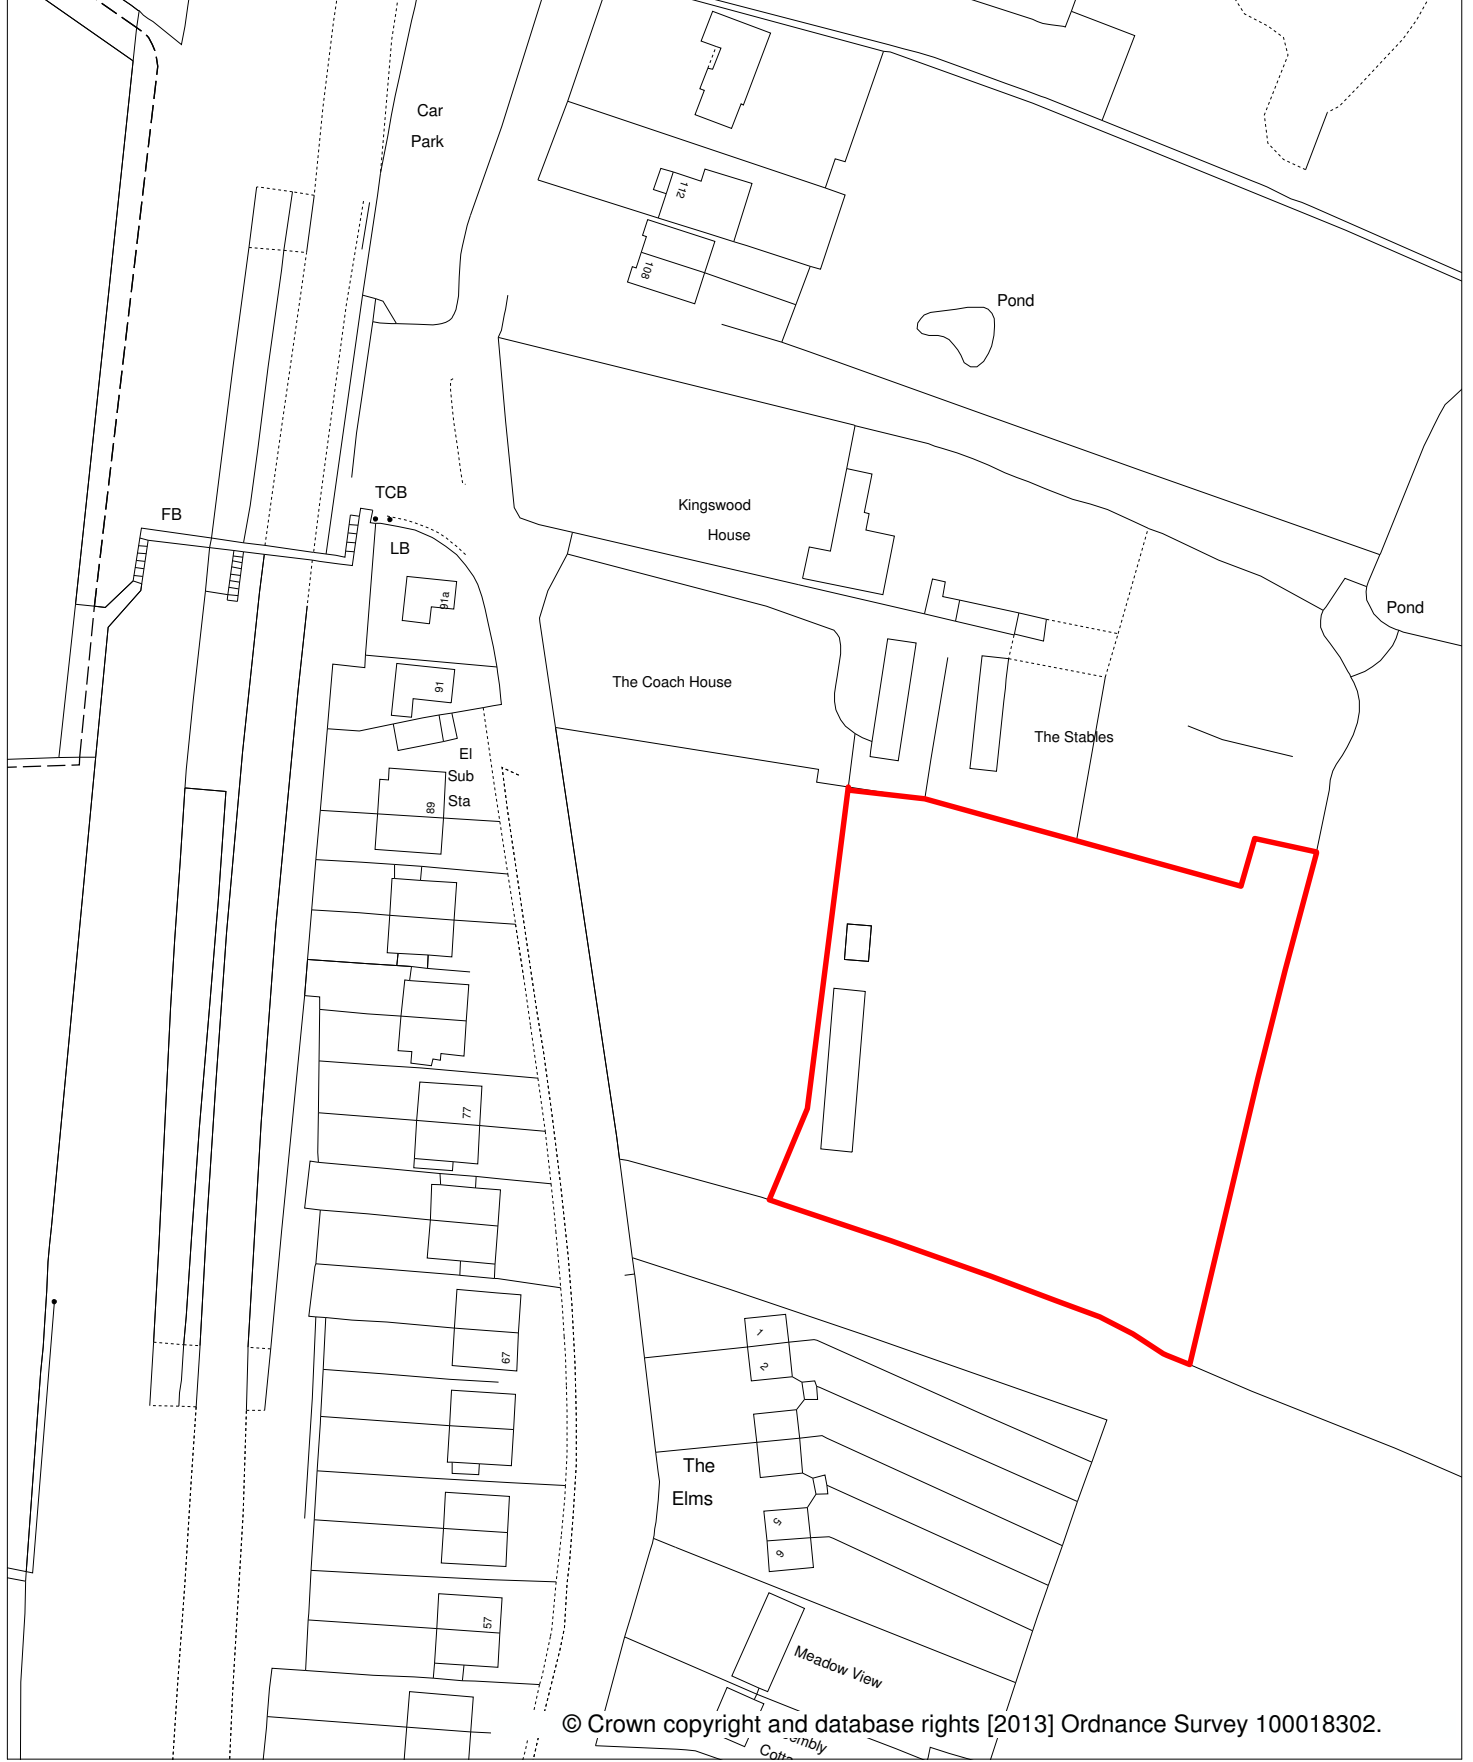 Car
Park
112
108
Pond
TCB
FB
Kingswood
House
LB
91a
Pond
91
The Coach House
The Stables
El
Sub
Sta
89
77
1
2
67
The
Elms
5
6
57
Meadow View
© Crown copyright and database rights [2013] Ordnance Survey 100018302.